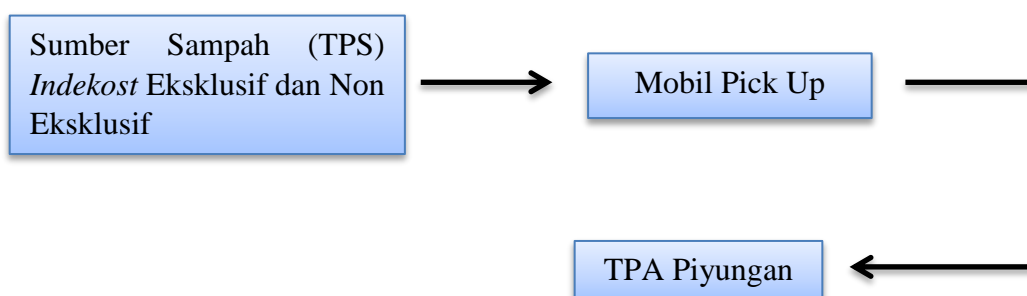 Sumber Sampah (TPS)
Indekost Eksklusif dan Non
Eksklusif
Mobil Pick Up
TPA Piyungan